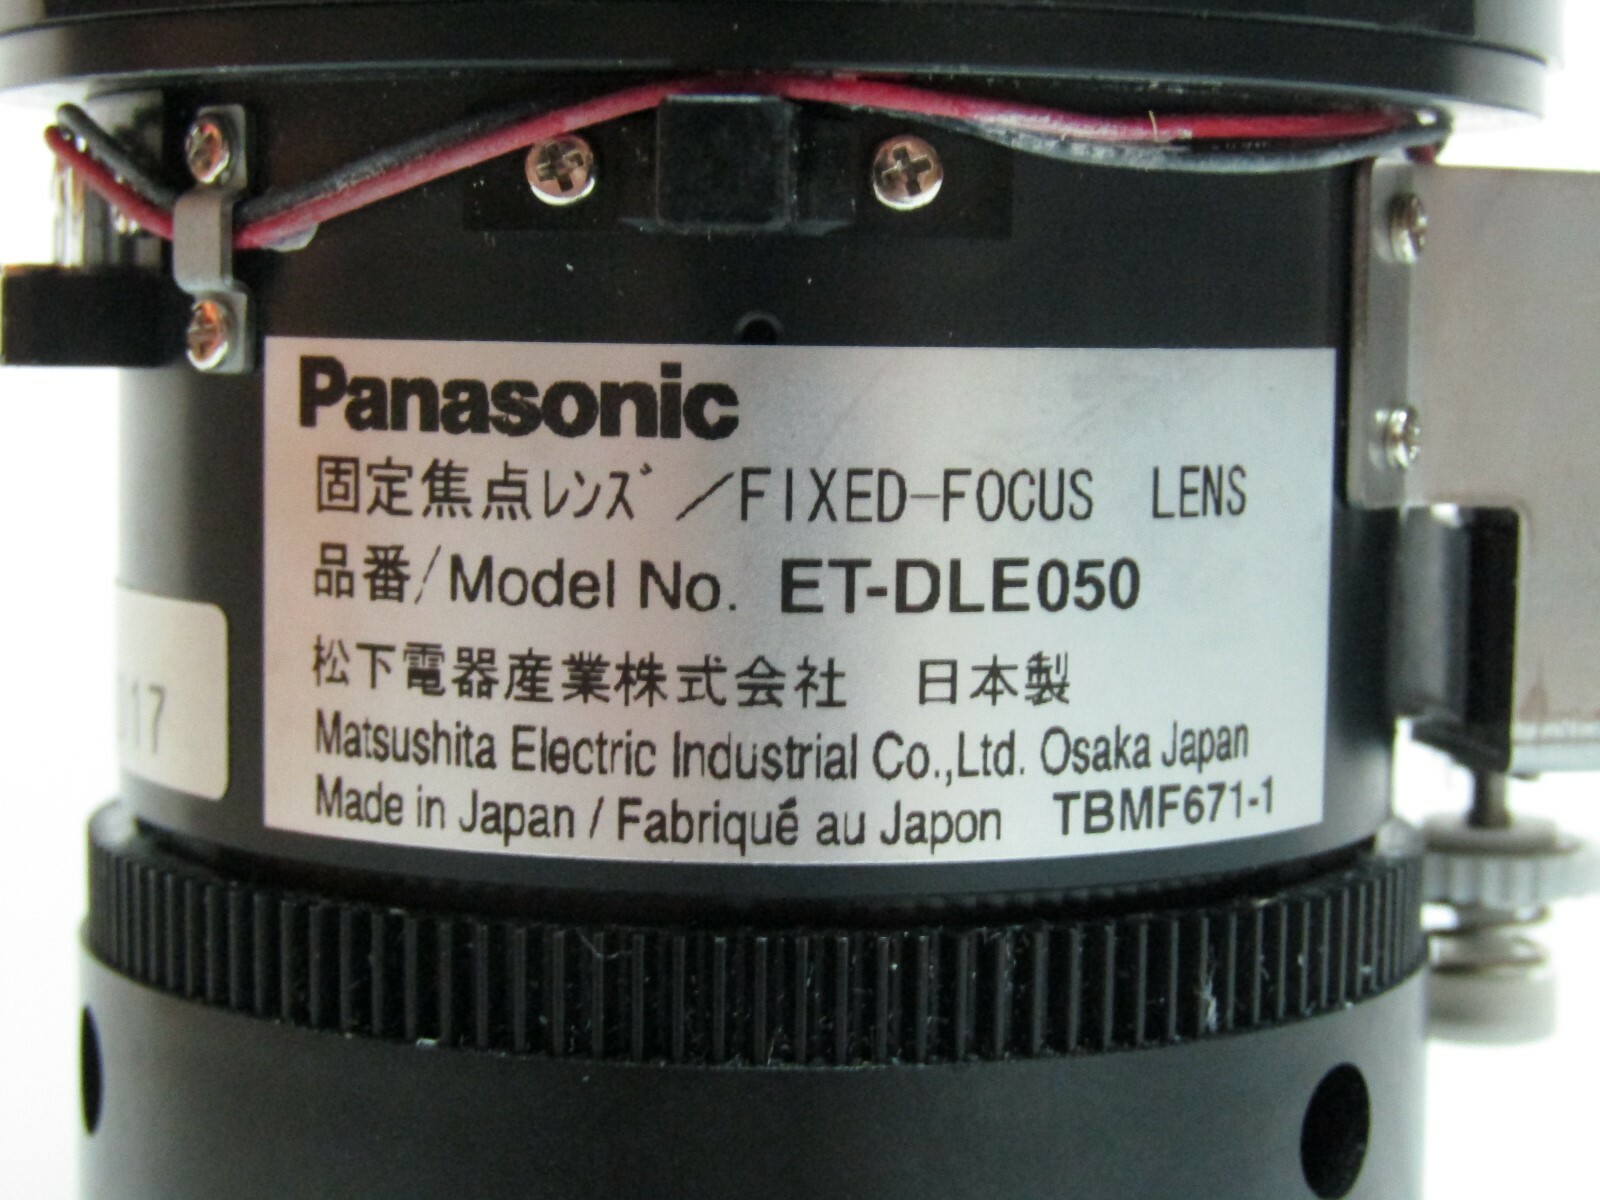 Panasonic
固定焦点レンズ／FIXED-FOCUS LENS
品番/Model No. ET-DLE050
松下電器産業株式会社 日本製
Matsushita Electric Industrial Co.,Ltd. Osaka Japan
Made in Japan / Fabriqué au Japon TBMF671-1